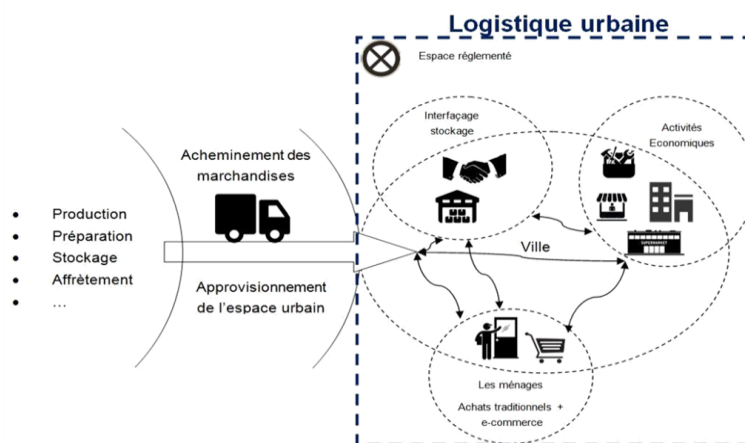 Logistique urbaine
Espace règlementé
Interfaçage
stockage
Activités
Economiques
Acheminement des
marchandises
• Production
• Préparation
• Stockage
• Affrètement
• ...
Approvisionnement
de l'espace urbain
Ville
SUPERMARKET
Les ménages
Achats traditionnels +
e-commerce